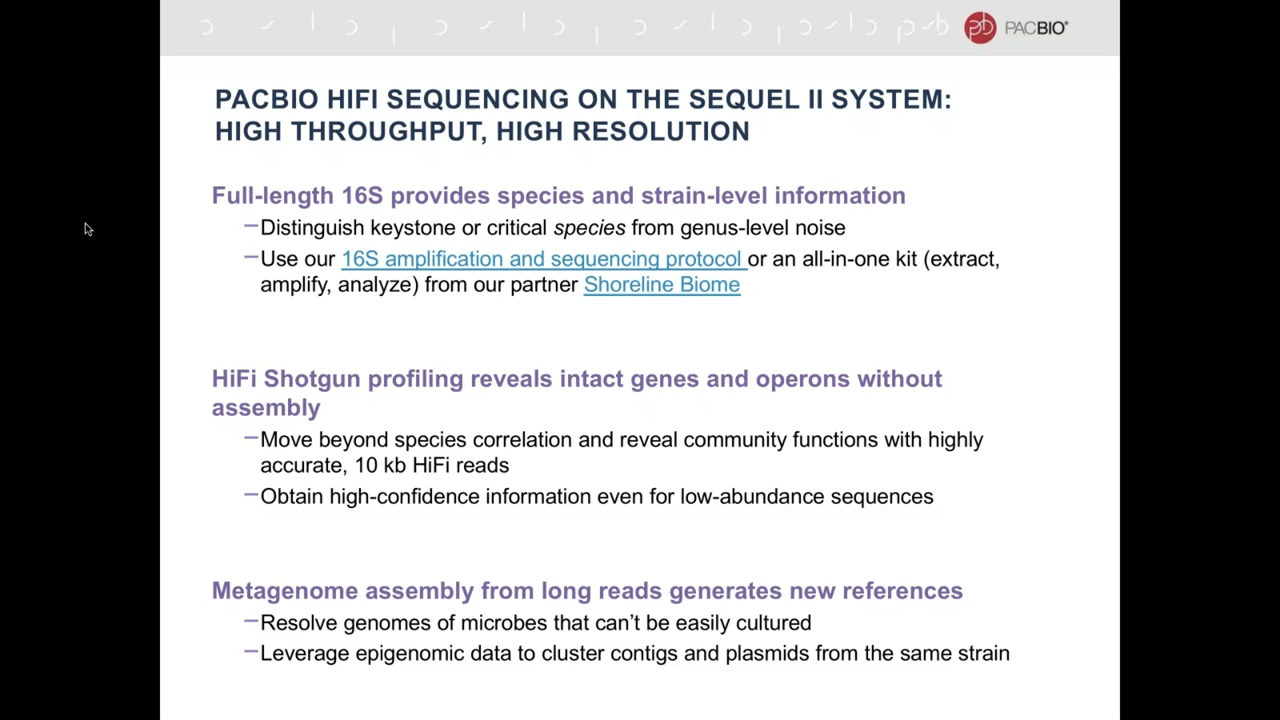 PACBIO®
PACBIO HIFI SEQUENCING ON THE SEQUEL II SYSTEM:
HIGH THROUGHPUT, HIGH RESOLUTION
Full-length 16S provides species and strain-level information
–Distinguish keystone or critical species from genus-level noise
–Use our 16S amplification and sequencing protocol or an all-in-one kit (extract,
amplify, analyze) from our partner Shoreline Biome
HiFi Shotgun profiling reveals intact genes and operons without
assembly
–Move beyond species correlation and reveal community functions with highly
accurate, 10 kb HiFi reads
–Obtain high-confidence information even for low-abundance sequences
Metagenome assembly from long reads generates new references
–Resolve genomes of microbes that can’t be easily cultured
–Leverage epigenomic data to cluster contigs and plasmids from the same strain